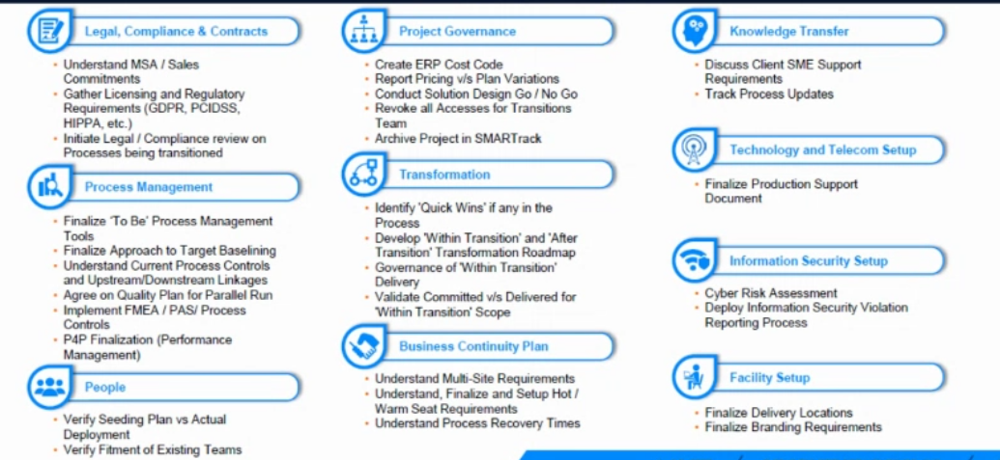 Legal, Compliance & Contracts
• Understand MSA / Sales
Commitments
• Gather Licensing and Regulatory
Requirements (GDPR, PCIDSS,
HIPPA, etc.)
• Initiate Legal / Compliance review on
Processes being transitioned
Process Management
• Finalize 'To Be' Process Management
Tools
• Finalize Approach to Target Baselining
• Understand Current Process Controls
and Upstream/Downstream Linkages
• Agree on Quality Plan for Parallel Run
• Implement FMEA / PAS/ Process
Controls
• P4P Finalization (Performance
Management)
People
• Verify Seeding Plan vs Actual
Deployment
• Verify Fitment of Existing Teams
Project Governance
• Create ERP Cost Code
• Report Pricing v/s Plan Variations
• Conduct Solution Design Go / No Go
• Revoke all Accesses for Transitions
Team
• Archive Project in SMARTrack
Transformation
• Identify 'Quick Wins' if any in the
Process
• Develop 'Within Transition' and 'After
Transition' Transformation Roadmap
• Governance of 'Within Transition'
Delivery
• Validate Committed v/s Delivered for
'Within Transition' Scope
Business Continuity Plan
• Understand Multi-Site Requirements
• Understand, Finalize and Setup Hot /
Warm Seat Requirements
• Understand Process Recovery Times
Knowledge Transfer
• Discuss Client SME Support
Requirements
• Track Process Updates
Technology and Telecom Setup
• Finalize Production Support
Document
Information Security Setup
• Cyber Risk Assessment
• Deploy Information Security Violation
Reporting Process
Facility Setup
• Finalize Delivery Locations
• Finalize Branding Requirements